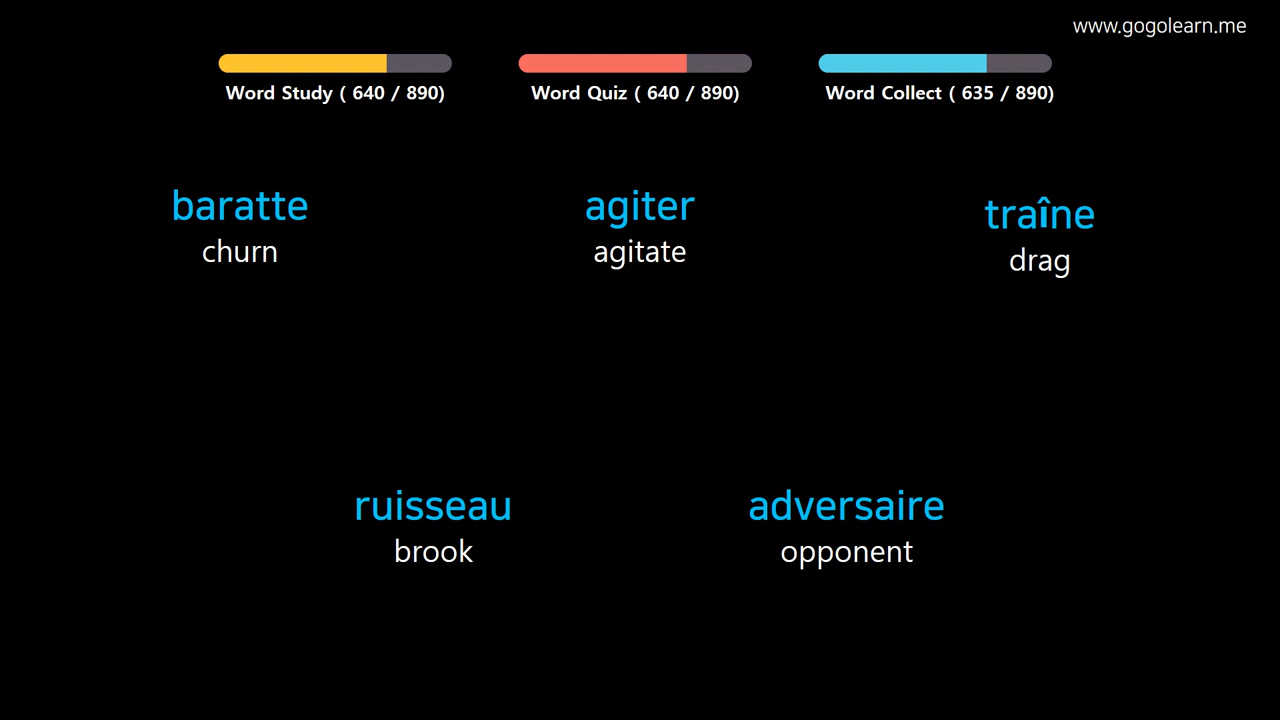 www.gogolearn.me
Word Study ( 640 / 890)
Word Quiz ( 640 / 890)
Word Collect ( 635 / 890)
baratte
churn
agiter
agitate
traîne
drag
ruisseau
brook
adversaire
opponent